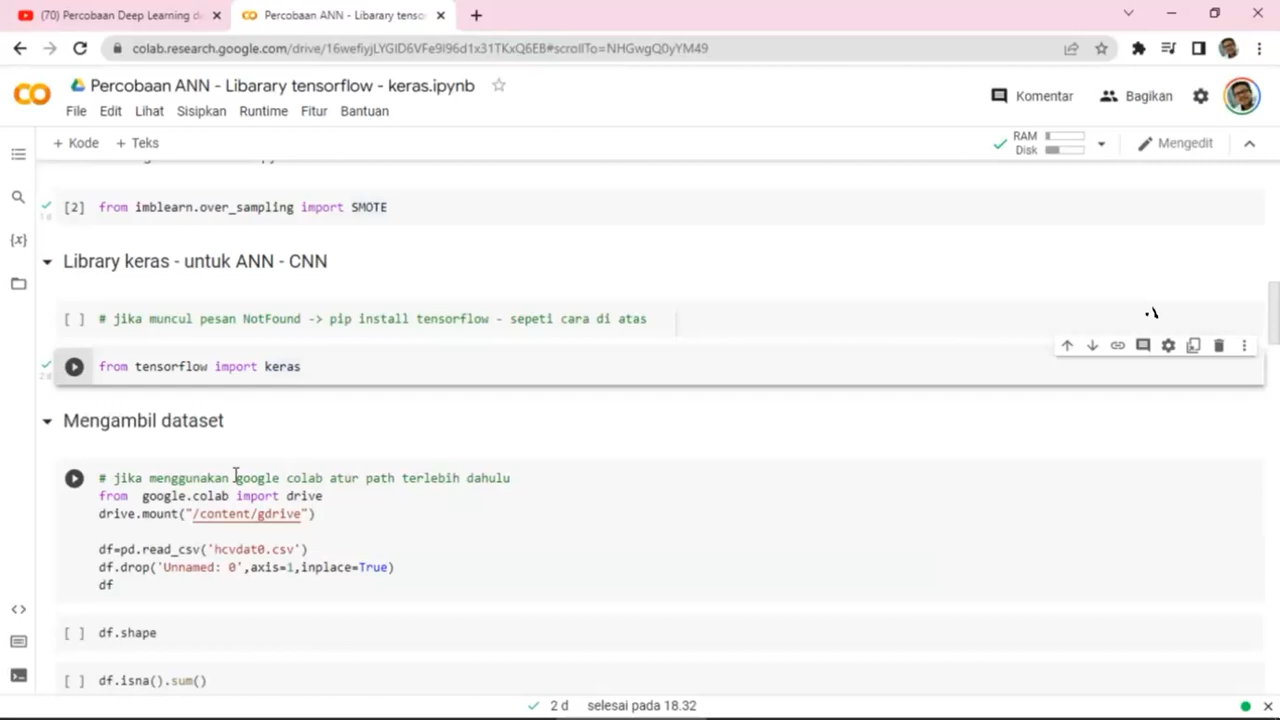 (70) Percobaan Deep Learning de
Percobaan ANN - Libarary tensor
colab.research.google.com/drive/16wefiyjLYGID6VFe9I96d1x31TKxQ6EB#scrollTo=NHGwgQ0yYM49
Percobaan ANN - Libarary tensorflow - keras.ipynb
File Edit Lihat Sisipkan Runtime Fitur Bantuan
Komentar
Bagikan
+ Kode + Teks
RAM
Disk
Mengedit
[2] from imblearn.over_sampling import SMOTE
1d
Library keras - untuk ANN - CNN
[ ] # jika muncul pesan NotFound -> pip install tensorflow - sepeti cara di atas
from tensorflow import keras
2d
Mengambil dataset
# jika menggunakan google colab atur path terlebih dahulu
from google.colab import drive
drive.mount("/content/gdrive")
df=pd.read_csv('hcvdat0.csv')
df.drop('Unnamed: 0',axis=1,inplace=True)
df
[ ] df.shape
[ ] df.isna().sum()
2 d selesai pada 18.32